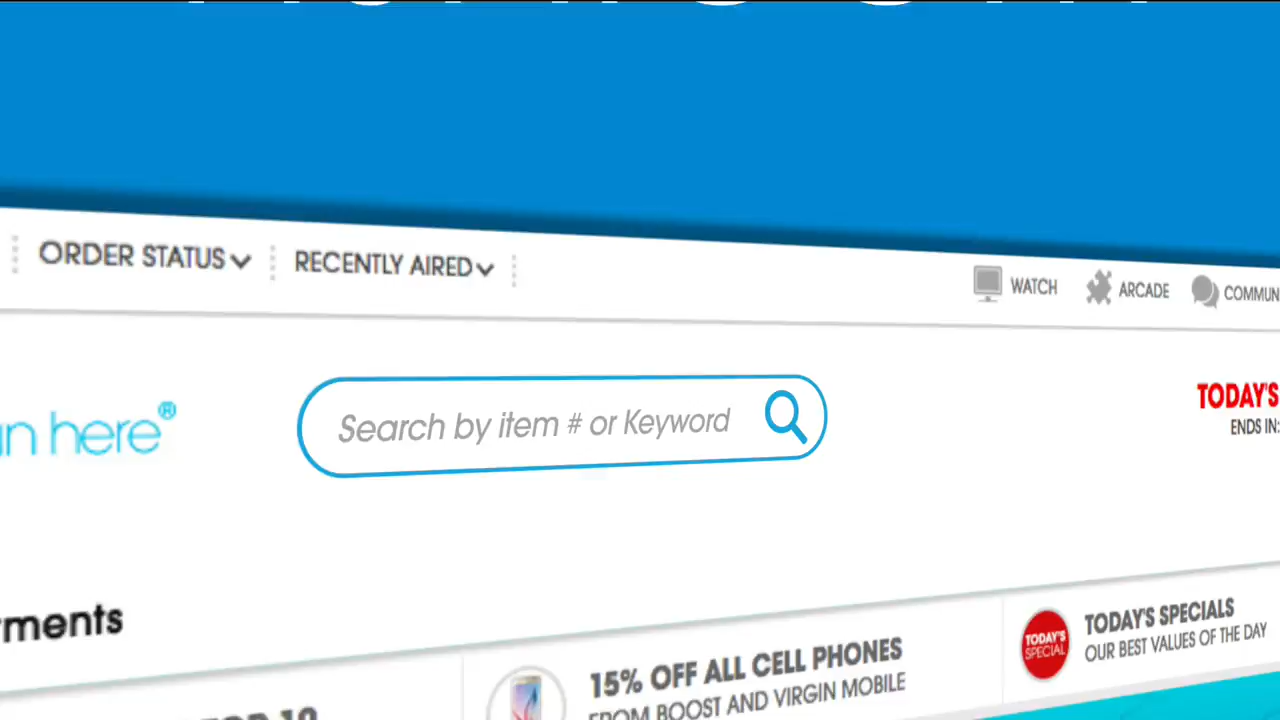 ORDER STATUS
RECENTLY AIRED
WATCH
ARCADE
COMMUN
here®
Search by item # or Keyword
TODAY'S
ENDS IN:
15% OFF ALL CELL PHONES
FROM BOOST AND VIRGIN MOBILE
TODAY'S
SPECIAL
TODAY'S SPECIALS
OUR BEST VALUES OF THE DAY